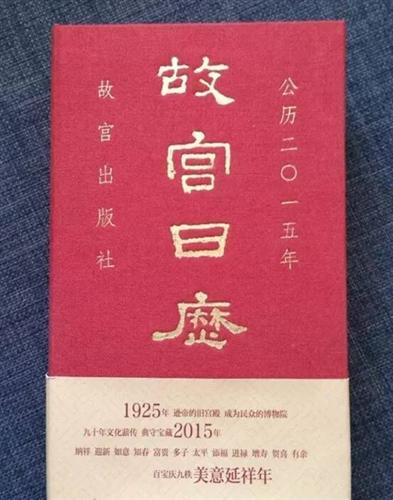 公历二〇一五年
故宫日历
故宫出版社
1925年 逊帝的旧宫殿 成为民众的博物院
九十年文化薪传 典守宝藏2015年
纳祥 迎新 如意 知春 富贵 多子 太平 添福 进禄 增寿 贺喜 有余
百宝庆九秩 美意延祥年